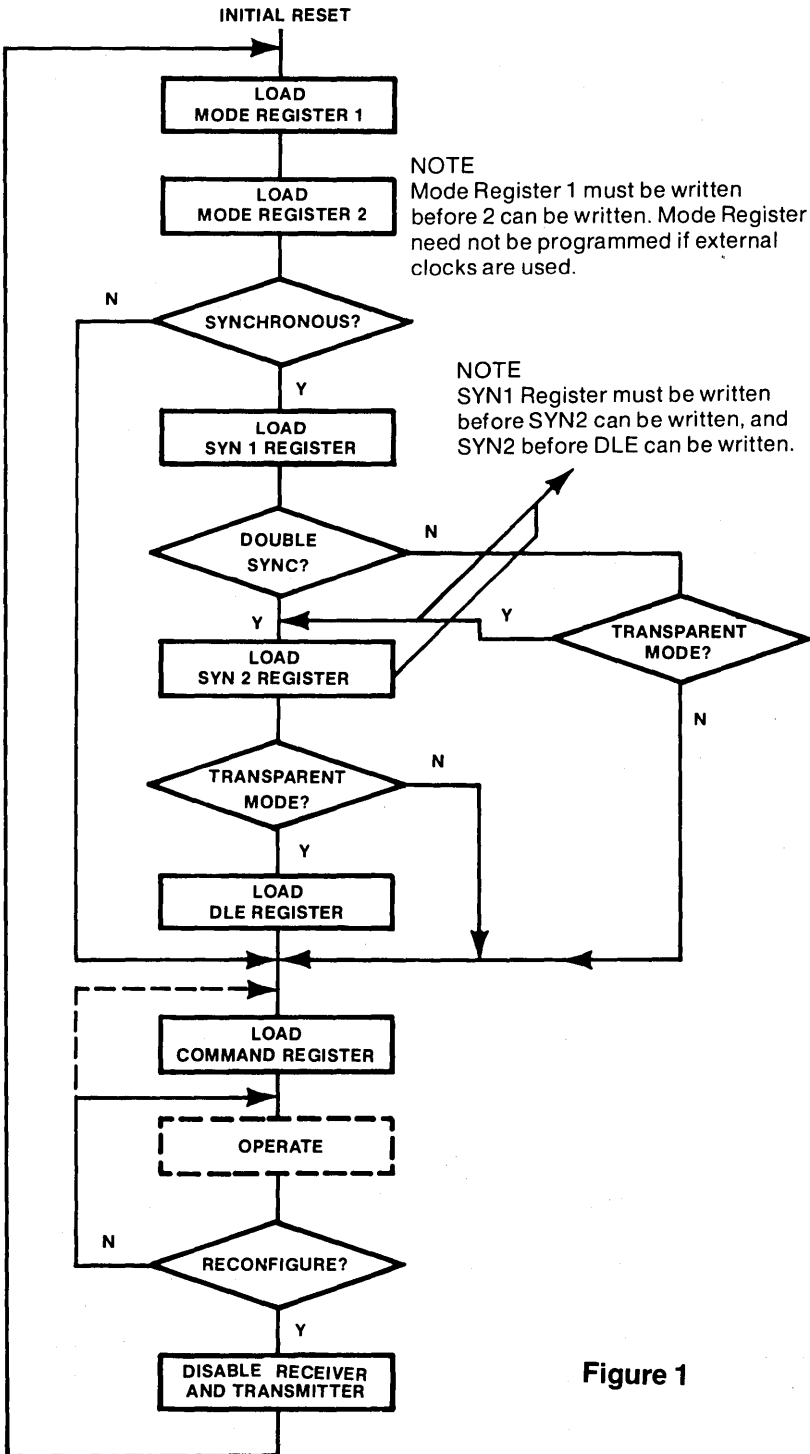 INITIAL RESET
LOAD
MODE REGISTER 1
LOAD
MODE REGISTER 2
NOTE
Mode Register 1 must be written
before 2 can be written. Mode Register
need not be programmed if external
clocks are used.
N
SYNCHRONOUS?
Y
LOAD
SYN 1 REGISTER
NOTE
SYN1 Register must be written
before SYN2 can be written, and
SYN2 before DLE can be written.
DOUBLE
SYNC?
N
Y
Y
TRANSPARENT
MODE?
LOAD
SYN 2 REGISTER
N
TRANSPARENT
MODE?
N
Y
LOAD
DLE REGISTER
LOAD
COMMAND REGISTER
OPERATE
N
RECONFIGURE?
Y
DISABLE RECEIVER
AND TRANSMITTER
Figure 1